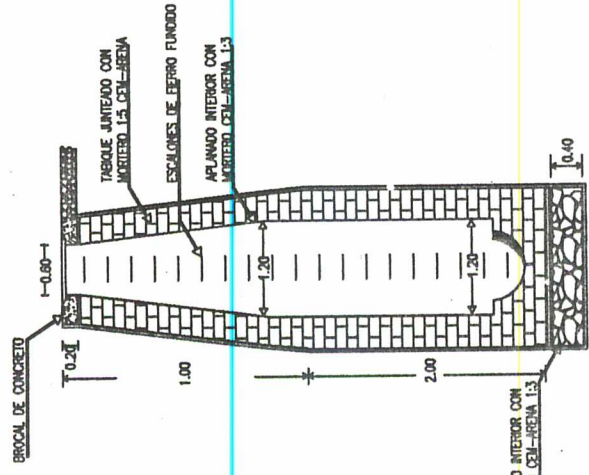 BROCAL DE CONCRETO
0.60
0.20
TABIQUE JUNTEADO CON
MORTERO 1:5 CEM-ARENA
ESCALONES DE FIERRO FUNDIDO
APLANADO INTERIOR CON
MORTERO CEM-ARENA 1:3
1.00
1.20
1.20
2.00
0.40
O INTERIOR CON
CEM-ARENA 1:3